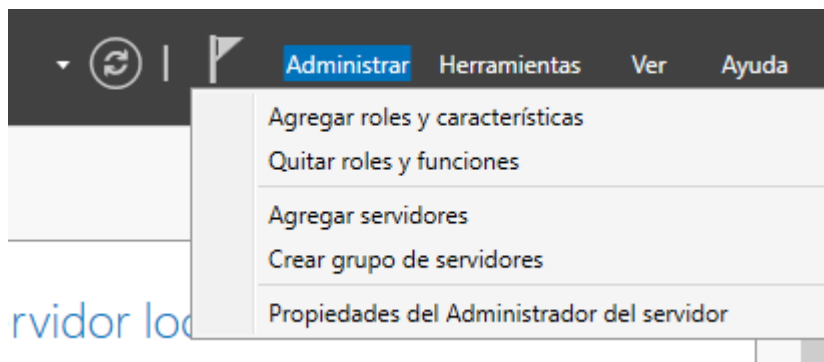 Administrar Herramientas Ver Ayuda
Agregar roles y características
Quitar roles y funciones
Agregar servidores
Crear grupo de servidores
Propiedades del Administrador del servidor
rvidor loc